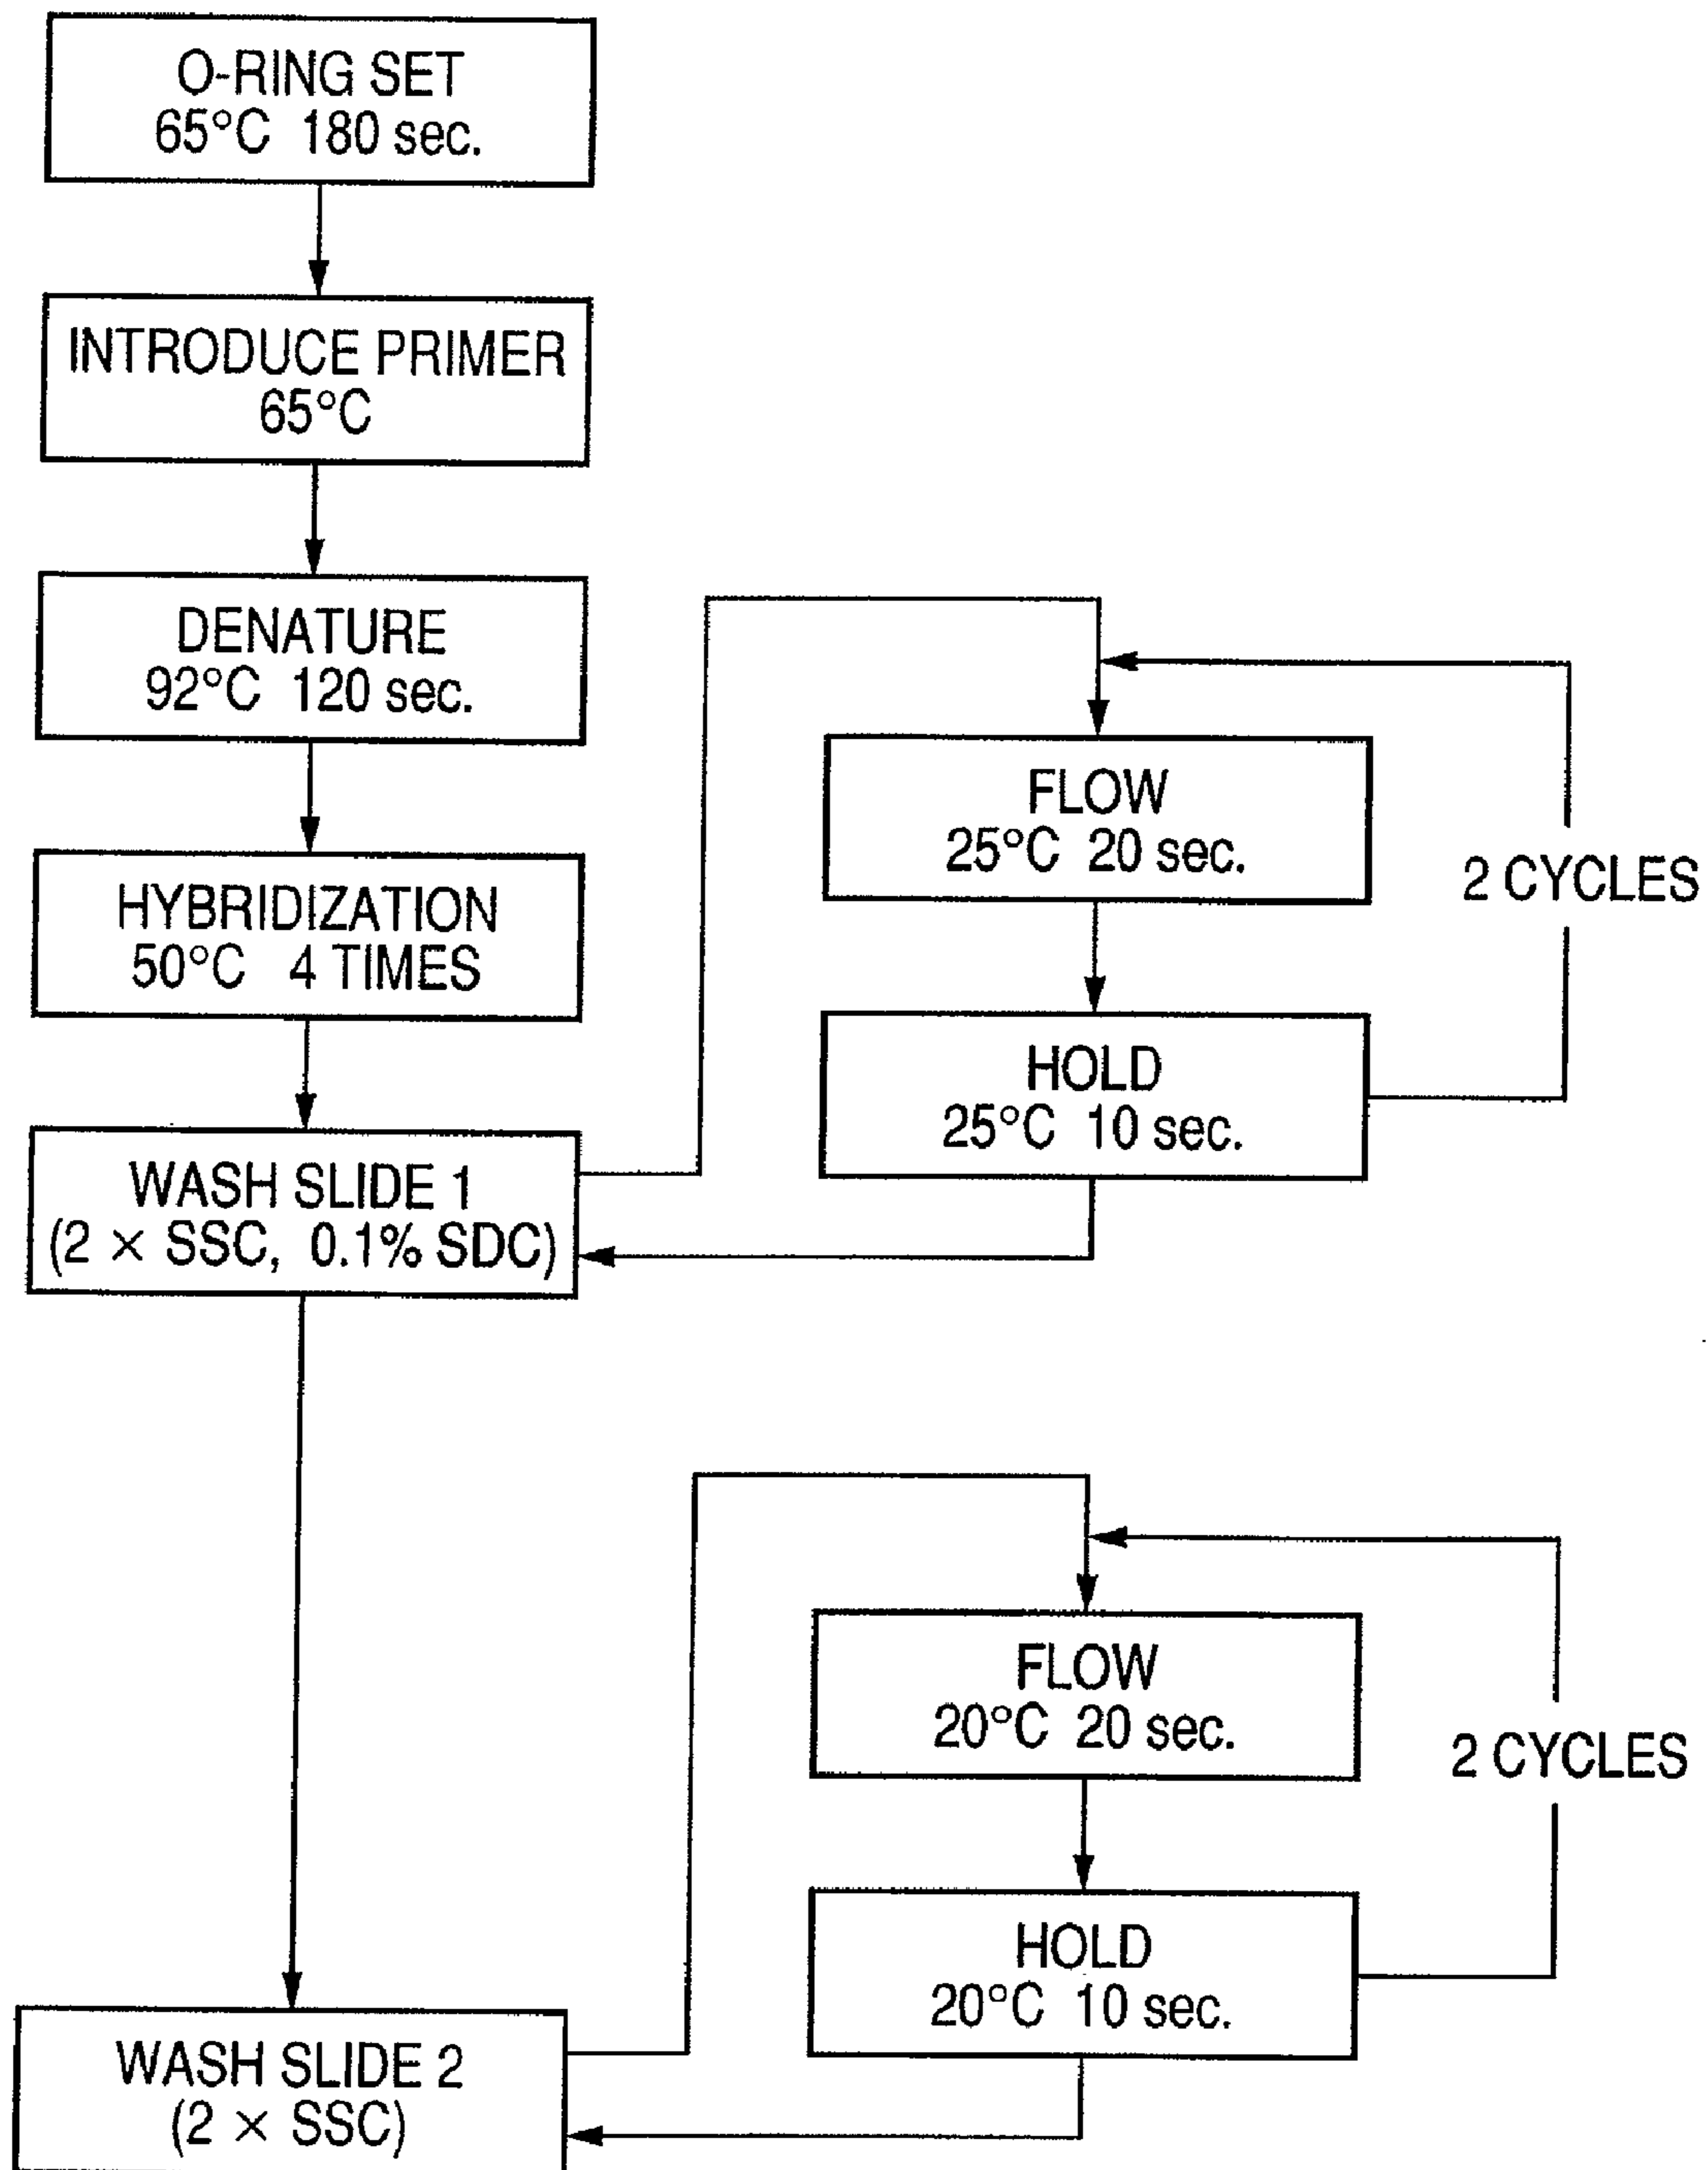 O-RING SET
65°C 180 sec.
INTRODUCE PRIMER
65°C
DENATURE
92°C 120 sec.
HYBRIDIZATION
50°C 4 TIMES
WASH SLIDE 1
(2 × SSC, 0.1% SDC)
FLOW
25°C 20 sec.
HOLD
25°C 10 sec.
2 CYCLES
WASH SLIDE 2
(2 × SSC)
FLOW
20°C 20 sec.
HOLD
20°C 10 sec.
2 CYCLES